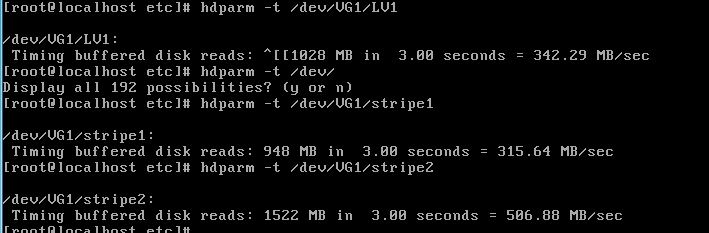 [root@localhost etc]# hdparm -t /dev/VG1/LV1
/dev/VG1/LV1:
Timing buffered disk reads: ^[[1028 MB in  3.00 seconds = 342.29 MB/sec
[root@localhost etc]# hdparm -t /dev/
Display all 192 possibilities? (y or n)
[root@localhost etc]# hdparm -t /dev/VG1/stripe1
/dev/VG1/stripe1:
Timing buffered disk reads: 948 MB in  3.00 seconds = 315.64 MB/sec
[root@localhost etc]# hdparm -t /dev/VG1/stripe2
/dev/VG1/stripe2:
Timing buffered disk reads: 1522 MB in  3.00 seconds = 506.88 MB/sec
[root@localhost etc]#